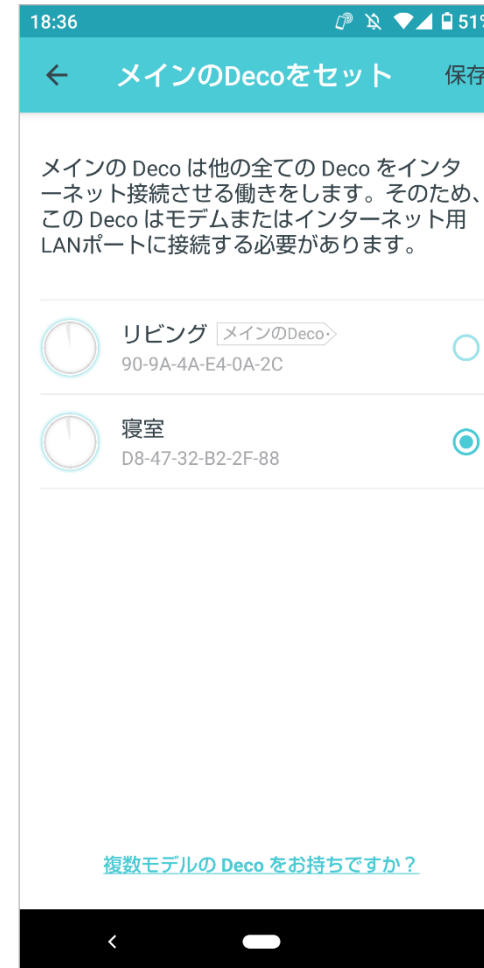 18:36 51%
メインのDecoをセット 保存
メインの Deco は他の全ての Deco をインタ
ーネット接続させる働きをします。そのため、
この Deco はモデムまたはインターネット用
LANポートに接続する必要があります。
リビング メインのDeco
90-9A-4A-E4-0A-2C
寝室
D8-47-32-B2-2F-88
複数モデルの Deco をお持ちですか？